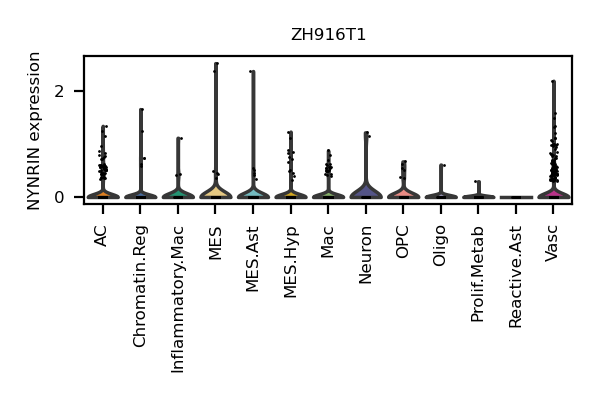 ZH916T1
NYNRIN expression
2
0
AC
Chromatin.Reg
Inflammatory.Mac
MES
MES.Ast
MES.Hyp
Mac
Neuron
OPC
Oligo
Prolif.Metab
Reactive.Ast
Vasc